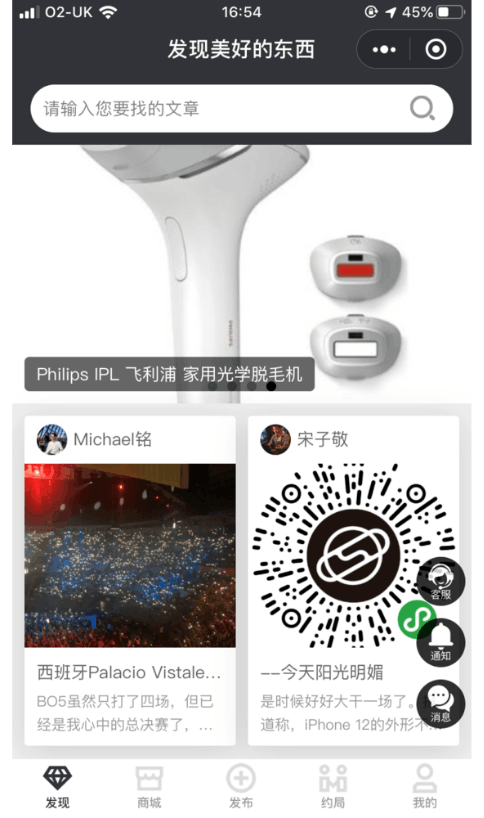 O2-UK
16:54
45%
发现美好的东西
请输入您要找的文章
PHILIPS
Philips IPL 飞利浦 家用光学脱毛机
Michael铭
宋子敬
西班牙Palacio Vistale...
--今天阳光明媚
BO5虽然只打了四场，但已
经是我心中的总决赛了，...
是时候好好大干一场了。
道称，iPhone 12的外形不
客服
通知
消息
发现
商城
发布
约局
我的